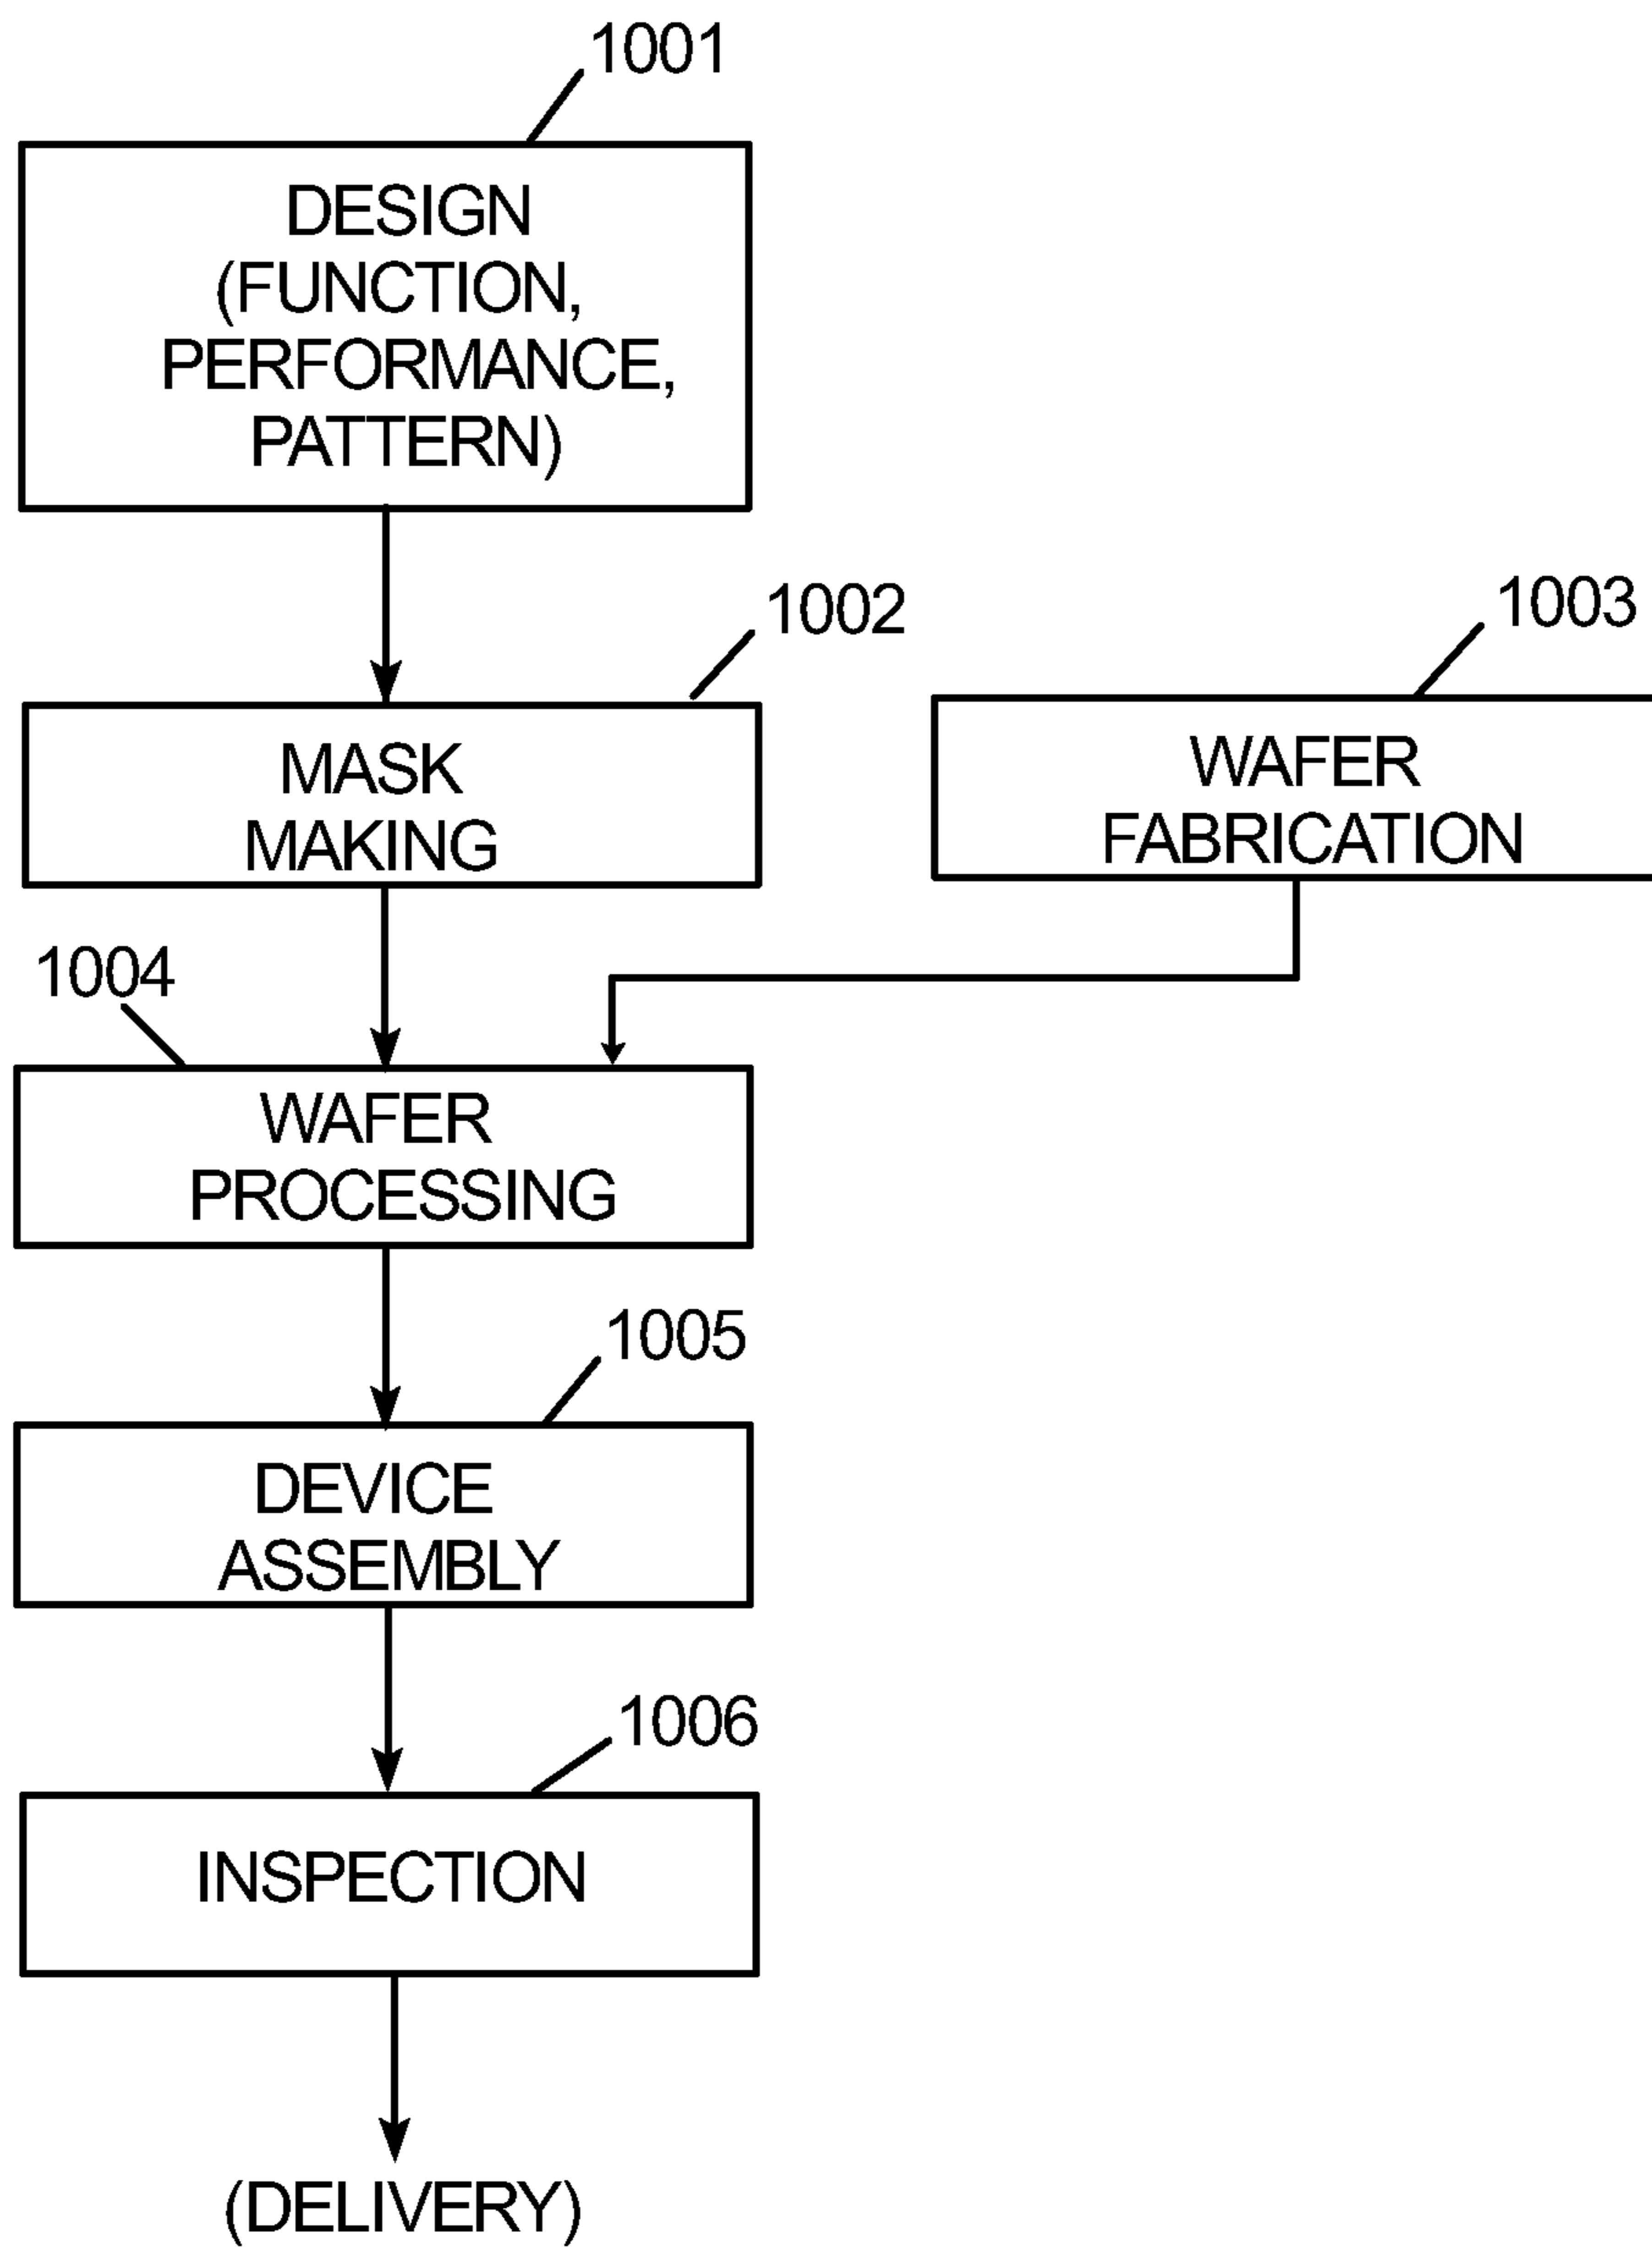 1001
DESIGN
(FUNCTION,
PERFORMANCE,
PATTERN)
1002
MASK
MAKING
1003
WAFER
FABRICATION
1004
WAFER
PROCESSING
1005
DEVICE
ASSEMBLY
1006
INSPECTION
(DELIVERY)